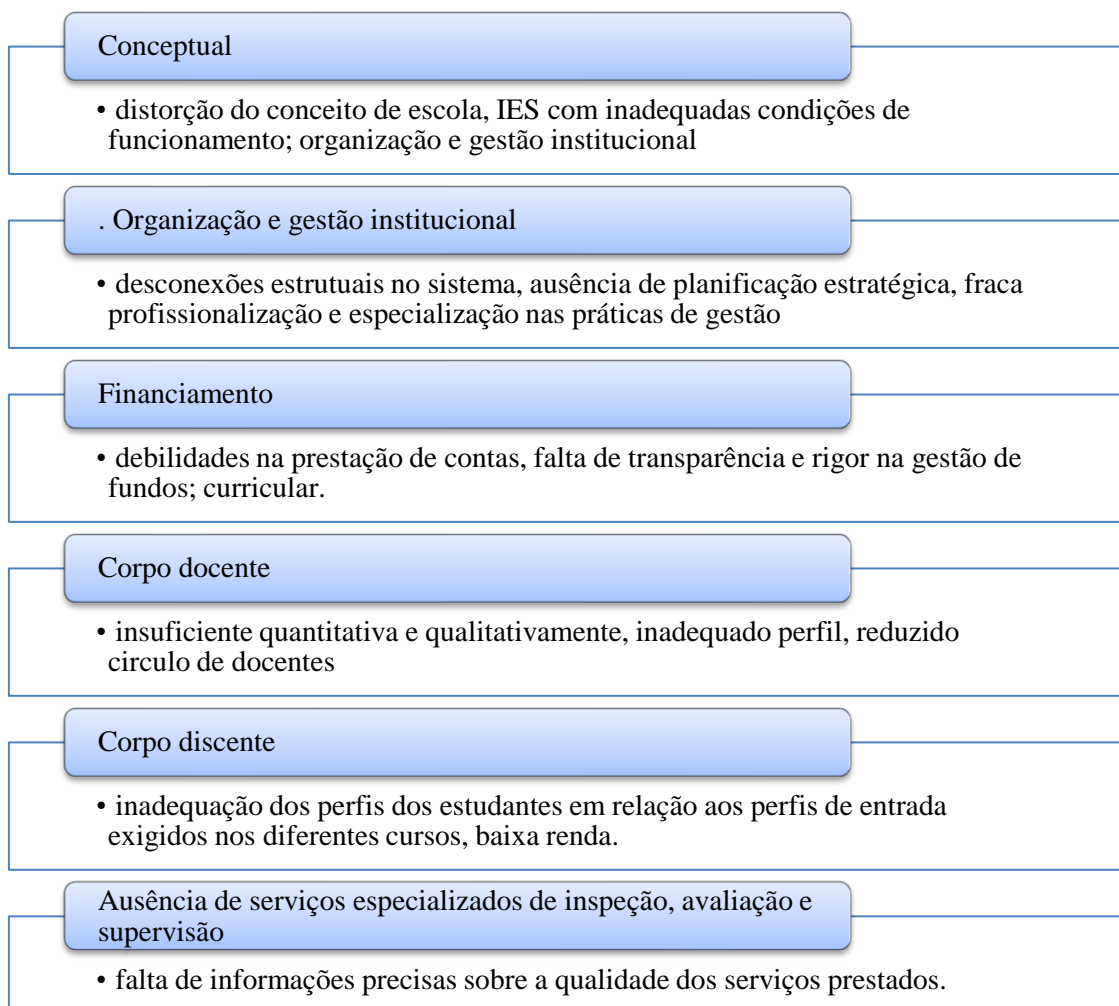 Conceptual
• distorção do conceito de escola, IES com inadequadas condições de
funcionamento; organização e gestão institucional
. Organização e gestão institucional
• desconexões estrutuais no sistema, ausência de planificação estratégica, fraca
profissionalização e especialização nas práticas de gestão
Financiamento
• debilidades na prestação de contas, falta de transparência e rigor na gestão de
fundos; curricular.
Corpo docente
• insuficiente quantitativa e qualitativamente, inadequado perfil, reduzido
circulo de docentes
Corpo discente
• inadequação dos perfis dos estudantes em relação aos perfis de entrada
exigidos nos diferentes cursos, baixa renda.
Ausência de serviços especializados de inspeção, avaliação e
supervisão
• falta de informações precisas sobre a qualidade dos serviços prestados.